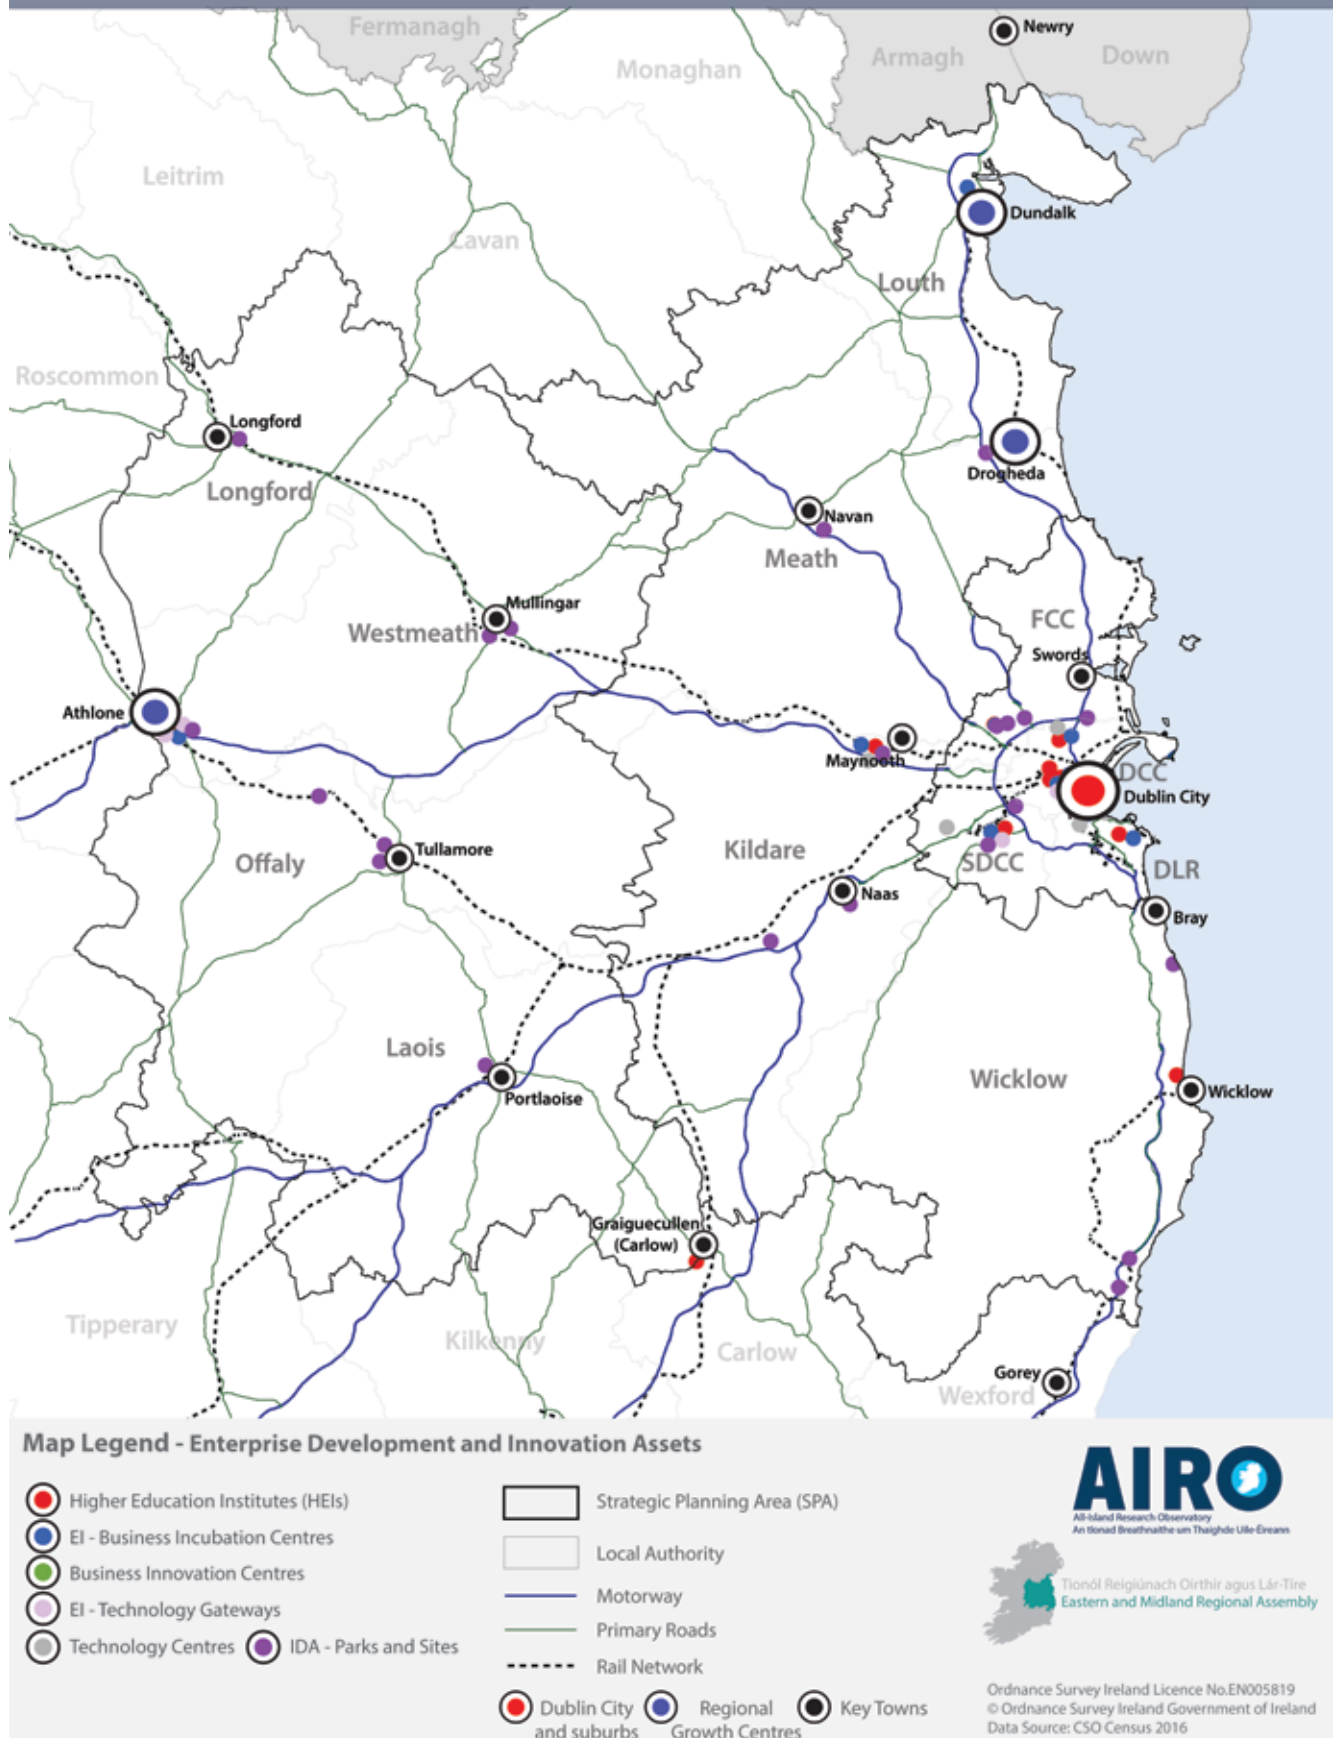 Fermanagh
Newry
Armagh
Down
Monaghan
Leitrim
Dundalk
Cavan
Louth
Roscommon
Longford
Longford
Drogheda
Navan
Meath
Mullingar
Westmeath
FCC
Swords
Athlone
Maynooth
DCC
Dublin City
Tullamore
Offaly
Kildare
SDCC
DLR
Naas
Bray
Laois
Wicklow
Portlaoise
Wicklow
Graiguecullen
(Carlow)
Tipperary
Kilkenny
Carlow
Gorey
Wexford
Map Legend - Enterprise Development and Innovation Assets
Higher Education Institutes (HEIs)
EI - Business Incubation Centres
Business Innovation Centres
EI - Technology Gateways
Technology Centres
IDA - Parks and Sites
Strategic Planning Area (SPA)
Local Authority
Motorway
Primary Roads
Rail Network
Dublin City
and suburbs
Regional
Growth Centres
Key Towns
AIRO
All-Island Research Observatory
An tIonad Breathnaithe um Thaighde Uile-Éireann
Tionól Reigiúnach Oirthir agus Lár-Tíre
Eastern and Midland Regional Assembly
Ordnance Survey Ireland Licence No.EN005819
© Ordnance Survey Ireland Government of Ireland
Data Source: CSO Census 2016